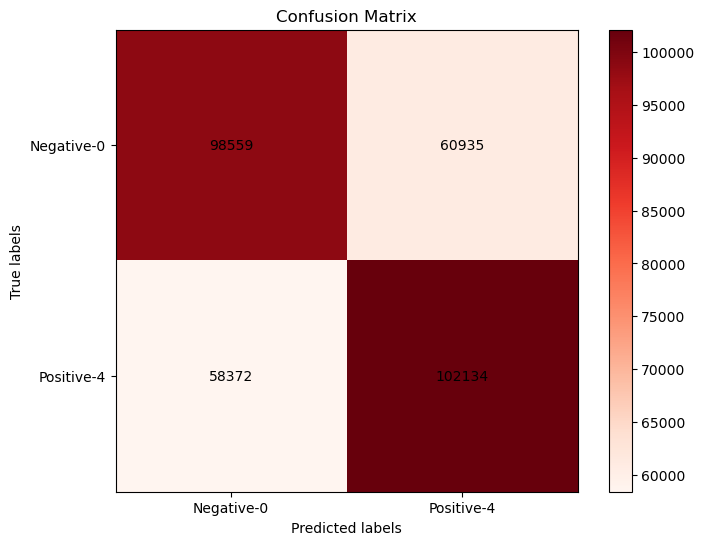 Confusion Matrix
True labels
Negative-0
Positive-4
98559
60935
58372
102134
Negative-0
Positive-4
Predicted labels
100000
95000
90000
85000
80000
75000
70000
65000
60000